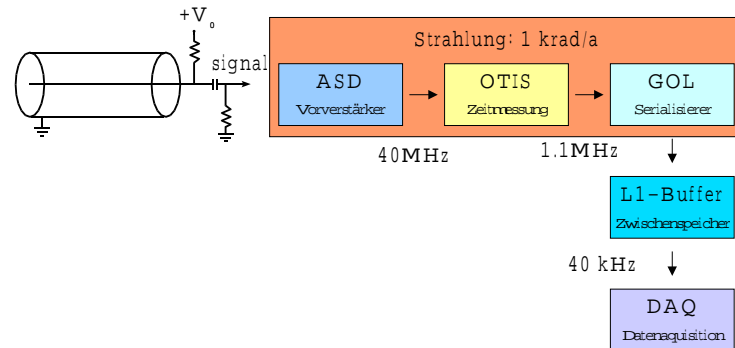 +V₀
signal
Strahlung: 1 krad/a
ASD
Vorverstärker
OTIS
Zeitmessung
GOL
Serialisierer
40MHz
1.1MHz
L1-Buffer
Zwischenspeicher
40 kHz
DAQ
Datenaquisition